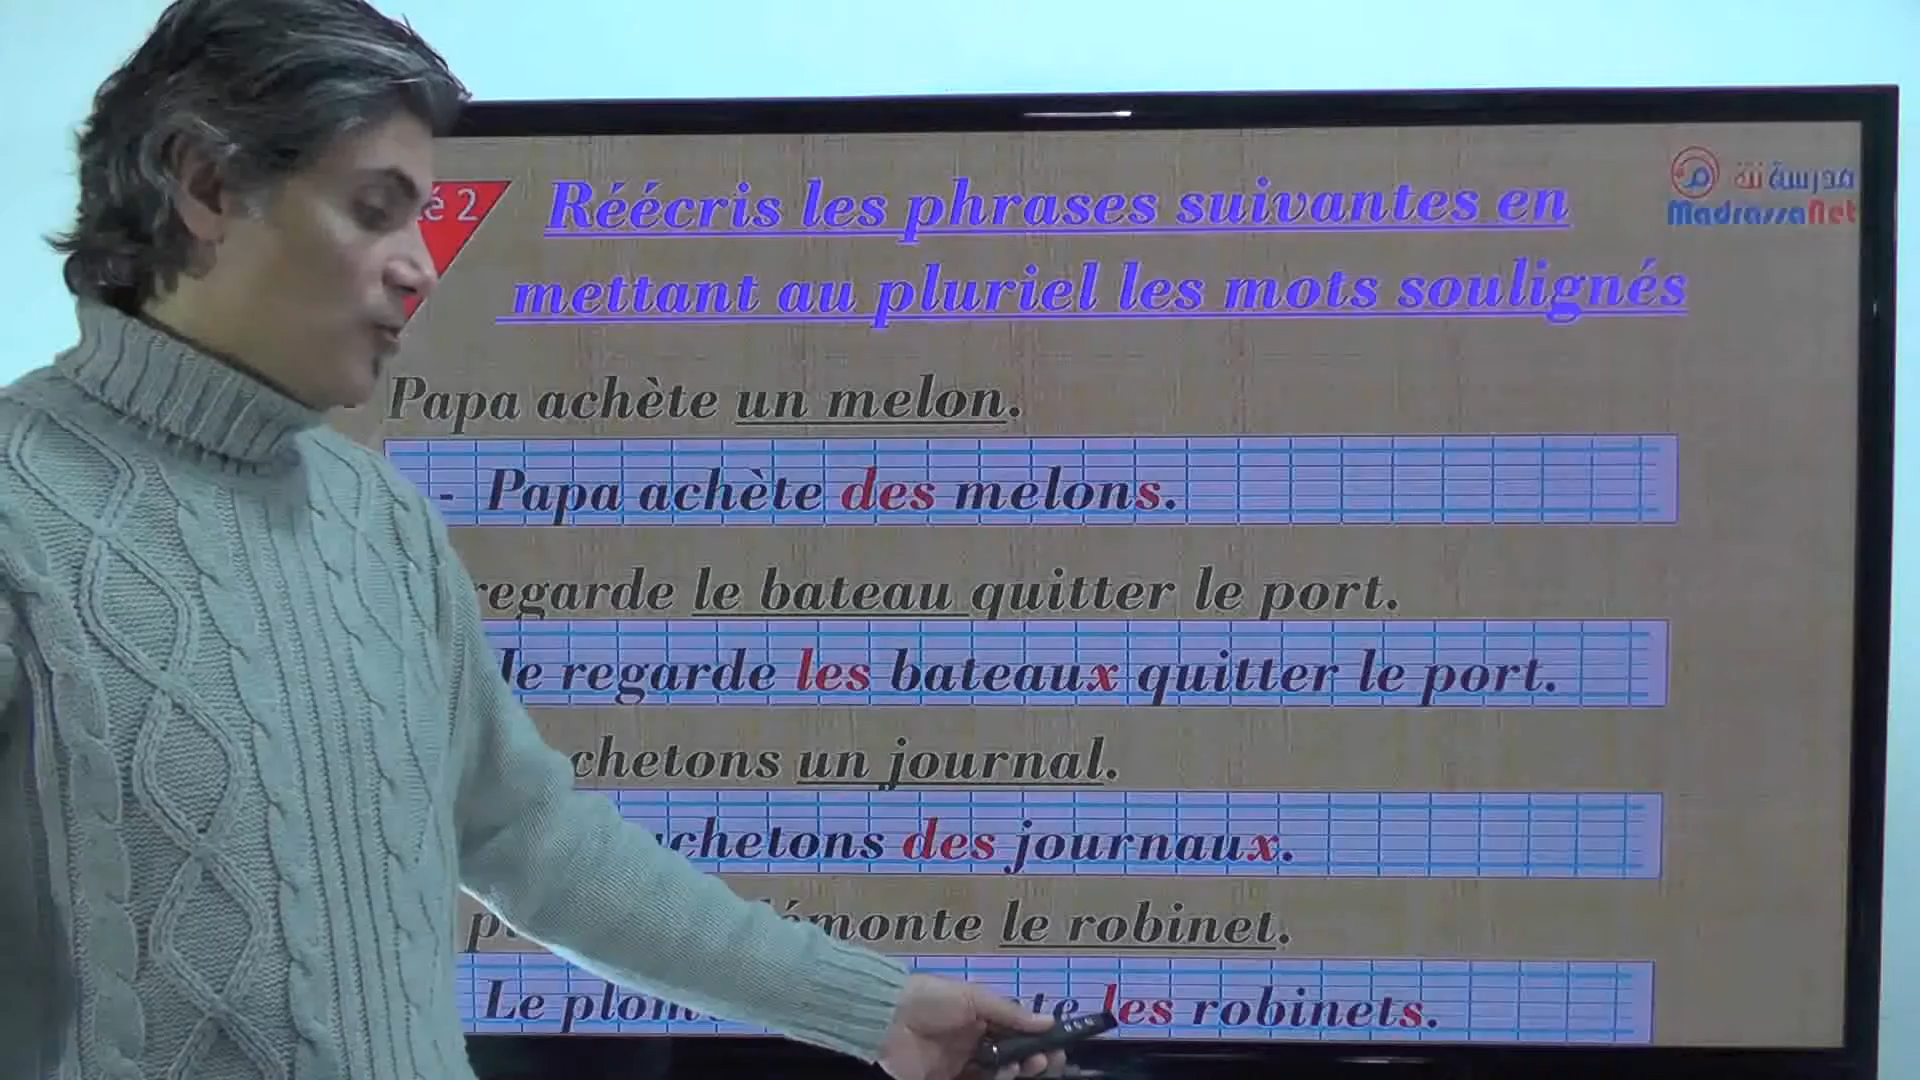 é 2
Réécris les phrases suivantes en
mettant au pluriel les mots soulignés
مدرسة نت
MadrassaNet
- Papa achète un melon.
- Papa achète des melons.
regarde le bateau quitter le port.
Je regarde les bateaux quitter le port.
chetons un journal.
achetons des journaux.
monte le robinet.
Le les robinets.